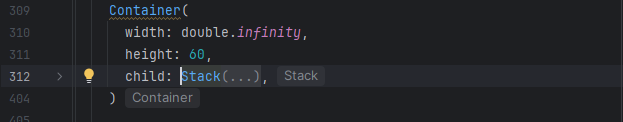 309 Container(
310 width: double.infinity,
311 height: 60,
312 child: Stack(...), Stack
404 ) Container
405